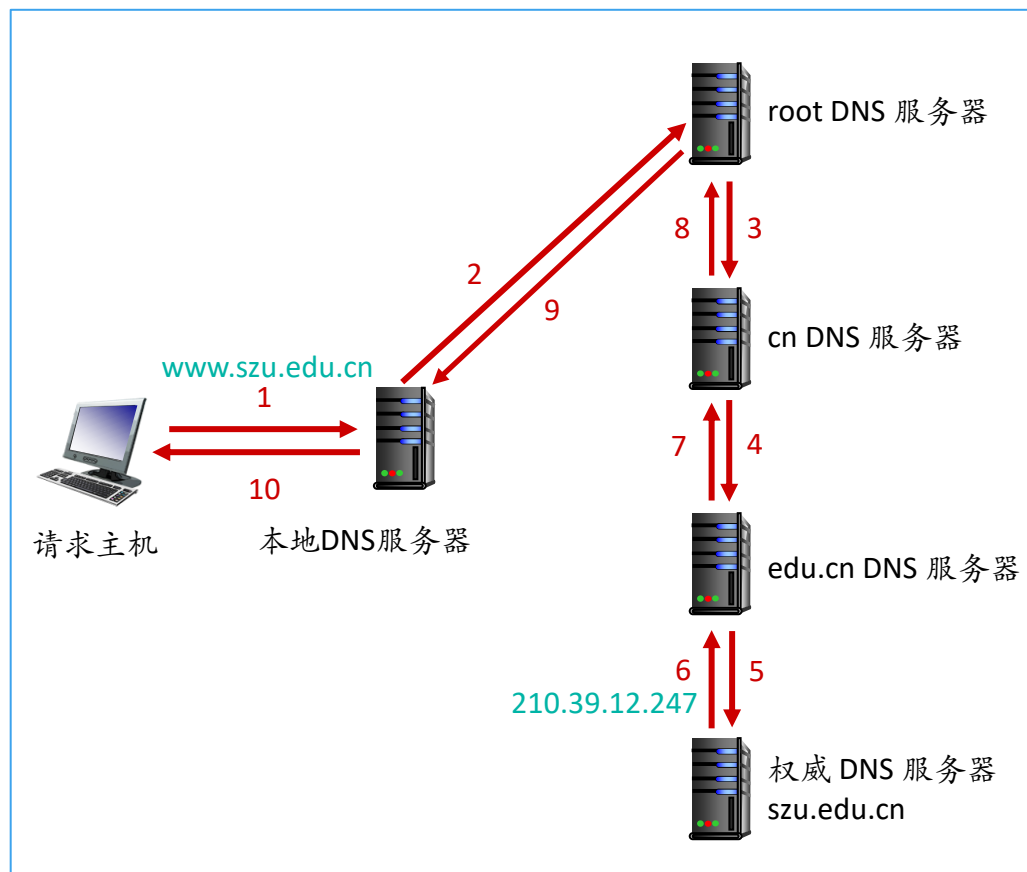 root DNS 服务器
8
3
2
9
cn DNS 服务器
www.szu.edu.cn
1
7
4
10
请求主机
本地DNS服务器
edu.cn DNS 服务器
6
5
210.39.12.247
权威 DNS 服务器
szu.edu.cn